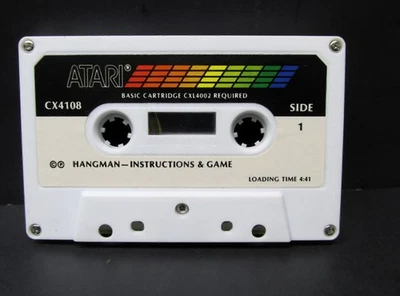 ATARI®
BASIC CARTRIDGE CXL4002 REQUIRED
CX4108 SIDE
1
©℗ HANGMAN—INSTRUCTIONS & GAME
LOADING TIME 4:41